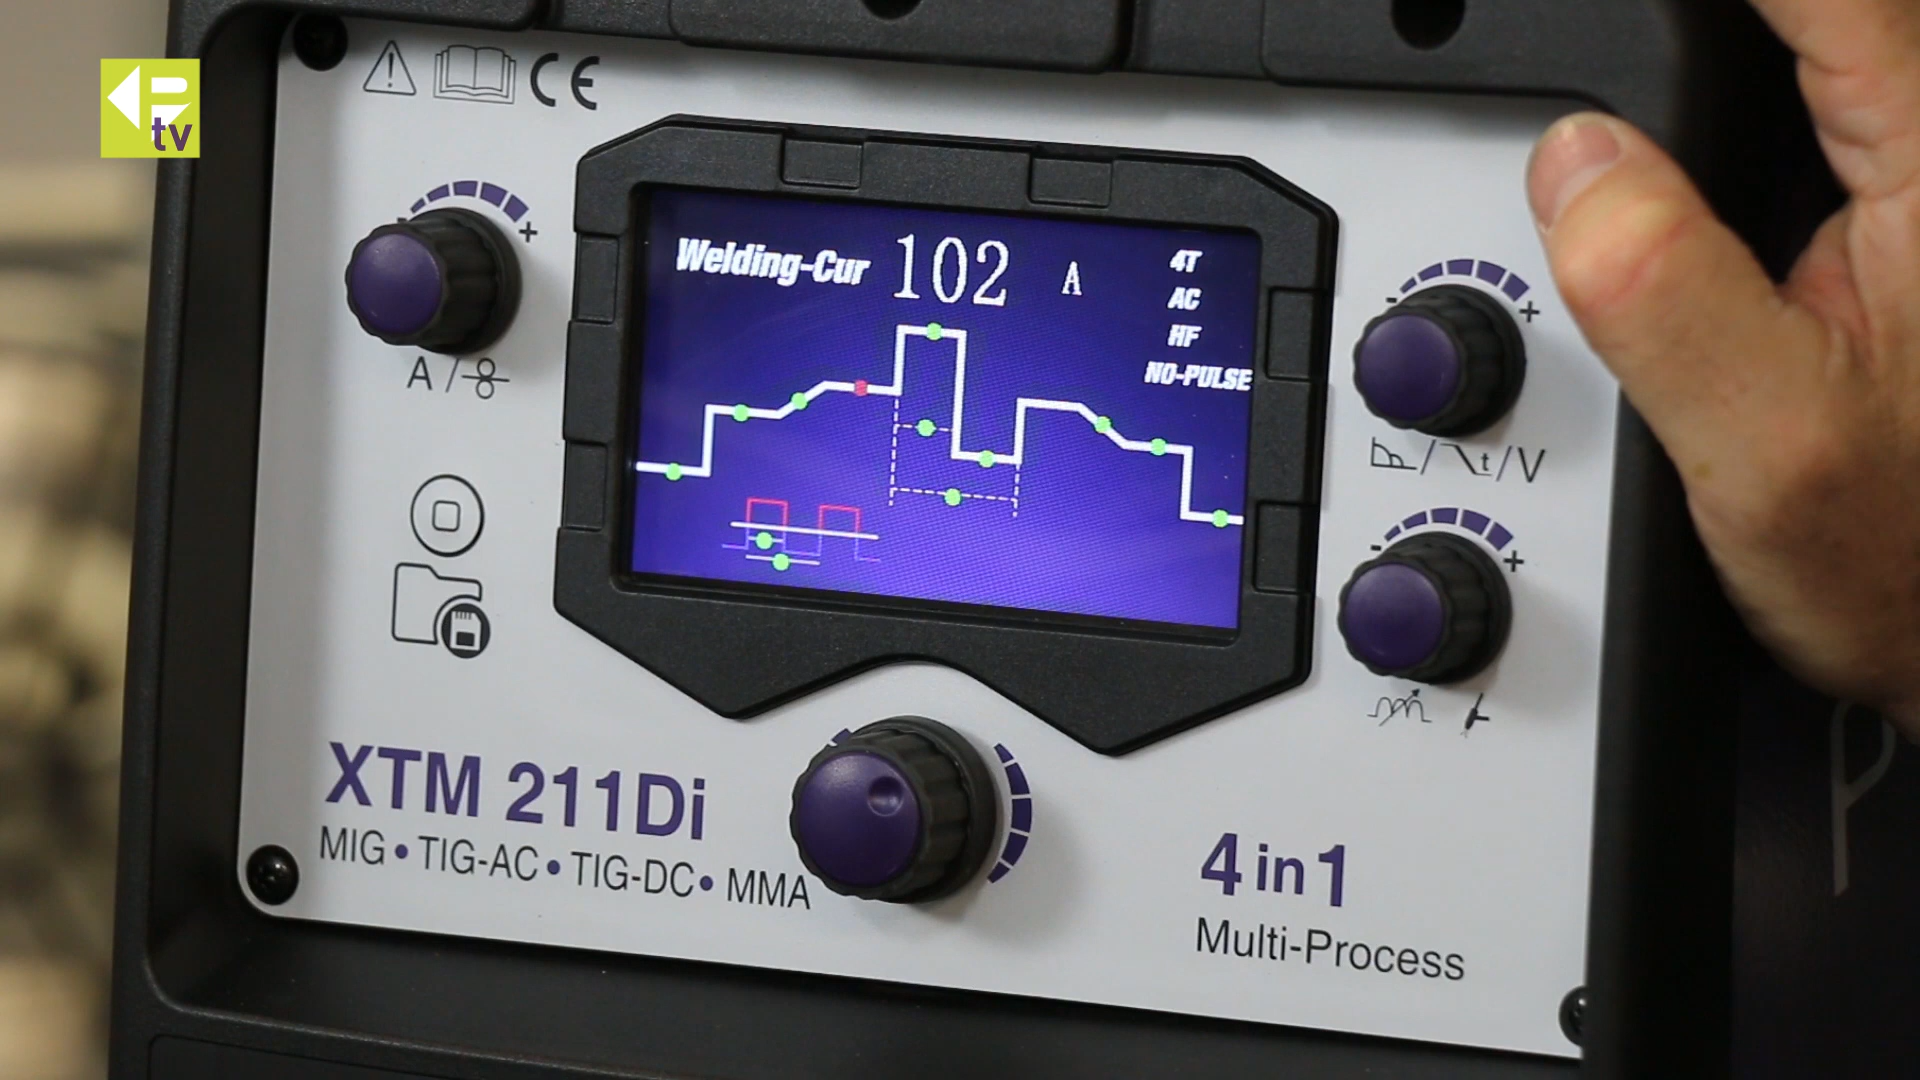 tv
CE
Welding-Cur 102 A
4T
AC
HF
NO-PULSE
- +
A /
- +
/ t / V
- +
XTM 211Di
MIG • TIG-AC • TIG-DC • MMA
4 in 1
Multi-Process